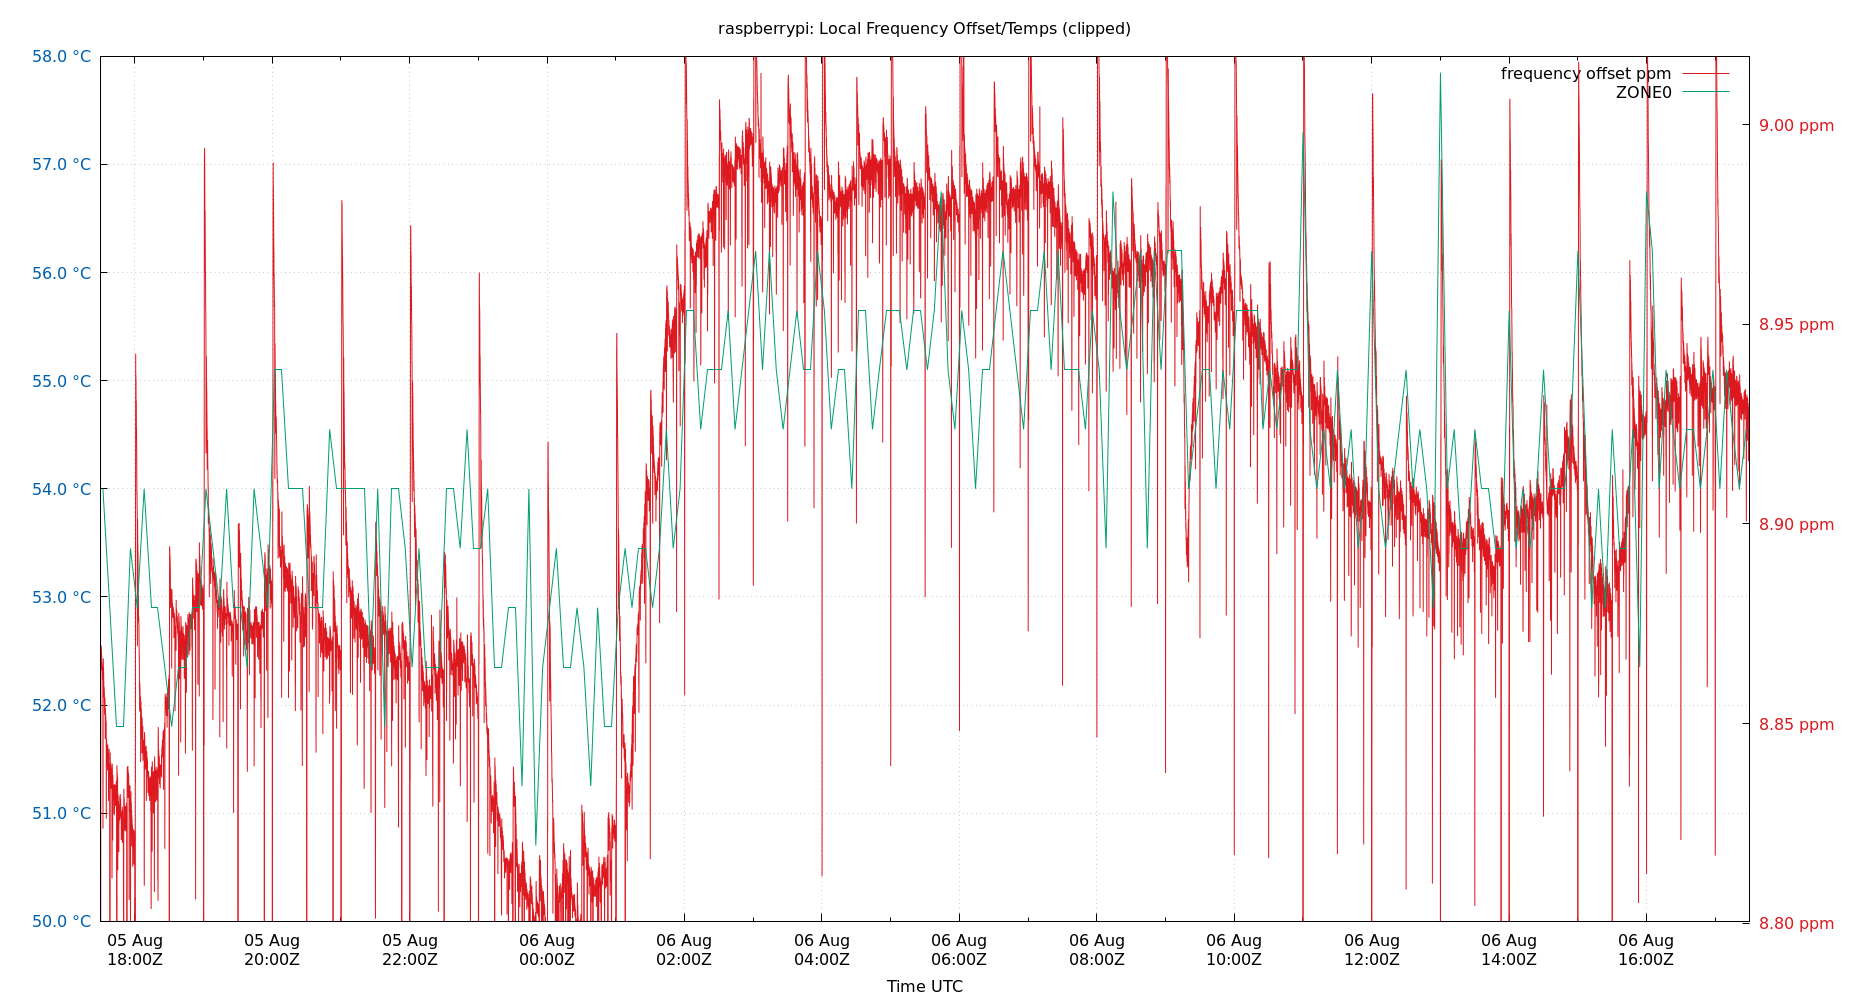 raspberrypi: Local Frequency Offset/Temps (clipped)
58.0 °C
57.0 °C
56.0 °C
55.0 °C
54.0 °C
53.0 °C
52.0 °C
51.0 °C
50.0 °C
frequency offset ppm
ZONE0
9.00 ppm
8.95 ppm
8.90 ppm
8.85 ppm
8.80 ppm
05 Aug 05 Aug 05 Aug 06 Aug 06 Aug 06 Aug 06 Aug 06 Aug 06 Aug 06 Aug 06 Aug 06 Aug
18:00Z 20:00Z 22:00Z 00:00Z 02:00Z 04:00Z 06:00Z 08:00Z 10:00Z 12:00Z 14:00Z 16:00Z
Time UTC